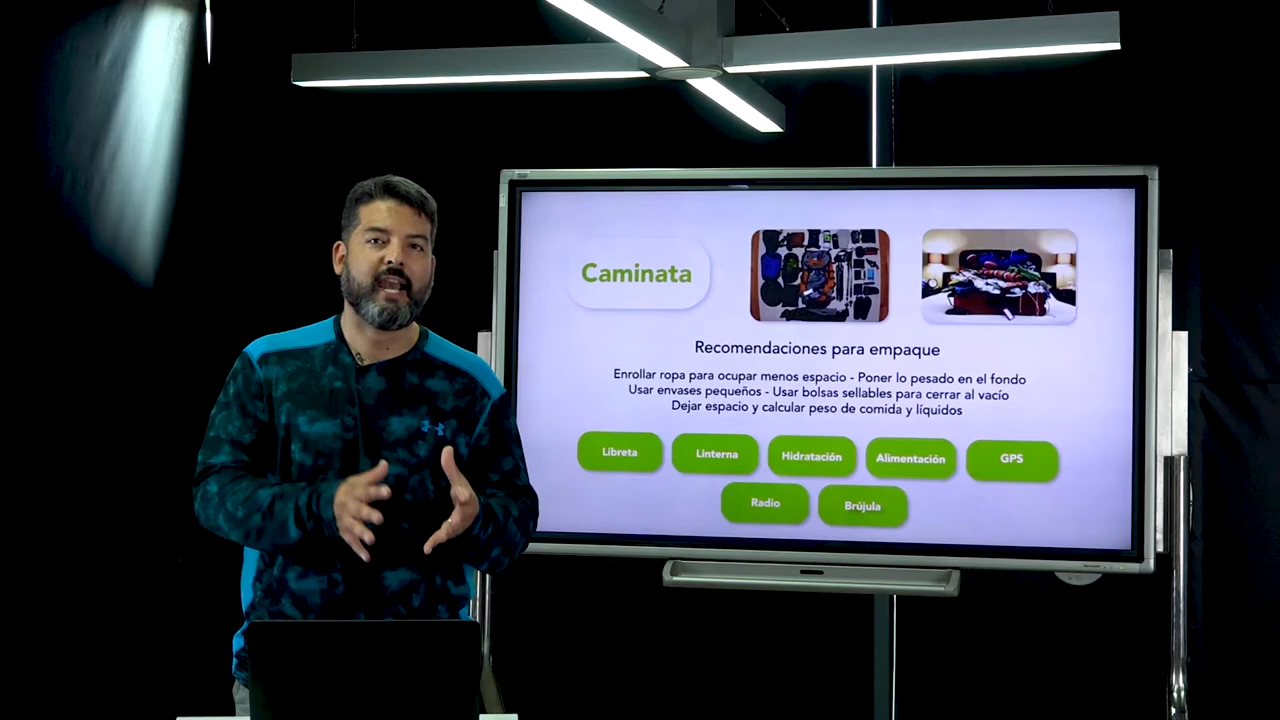 Caminata
Recomendaciones para empaque
Enrollar ropa para ocupar menos espacio - Poner lo pesado en el fondo
Usar envases pequeños - Usar bolsas sellables para cerrar al vacío
Dejar espacio y calcular peso de comida y líquidos
Libreta
Linterna
Hidratación
Alimentación
GPS
Radio
Brújula